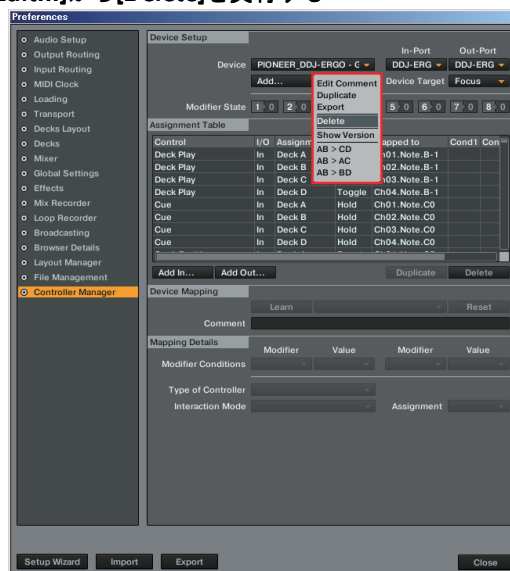 Preferences
Audio Setup
Output Routing
Input Routing
MIDI Clock
Loading
Transport
Decks Layout
Decks
Mixer
Global Settings
Effects
Mix Recorder
Loop Recorder
Broadcasting
Browser Details
Layout Manager
File Management
Controller Manager
Device Setup
In-Port Out-Port
Device PIONEER_DDJ-ERGO - C DDJ-ERG DDJ-ERG
Add... Device Target Focus
Edit Comment
Duplicate
Export
Delete
Show Version
AB > CD
AB > AC
AB > BD
Modifier State 1 0 2 0 5 0 6 0 7 0 8 0
Assignment Table
Control I/O Assignm apped to Cond1 Con
Deck Play In Deck A Ch01.Note.B-1
Deck Play In Deck B Ch02.Note.B-1
Deck Play In Deck C Ch03.Note.B-1
Deck Play In Deck D Toggle Ch04.Note.B-1
Cue In Deck A Hold Ch01.Note.C0
Cue In Deck B Hold Ch02.Note.C0
Cue In Deck C Hold Ch03.Note.C0
Cue In Deck D Hold Ch04.Note.C0
Add In... Add Out... Duplicate Delete
Device Mapping
Learn Reset
Comment
Mapping Details
Modifier Value Modifier Value
Modifier Conditions
Type of Controller
Interaction Mode Assignment
Setup Wizard Import Export Close